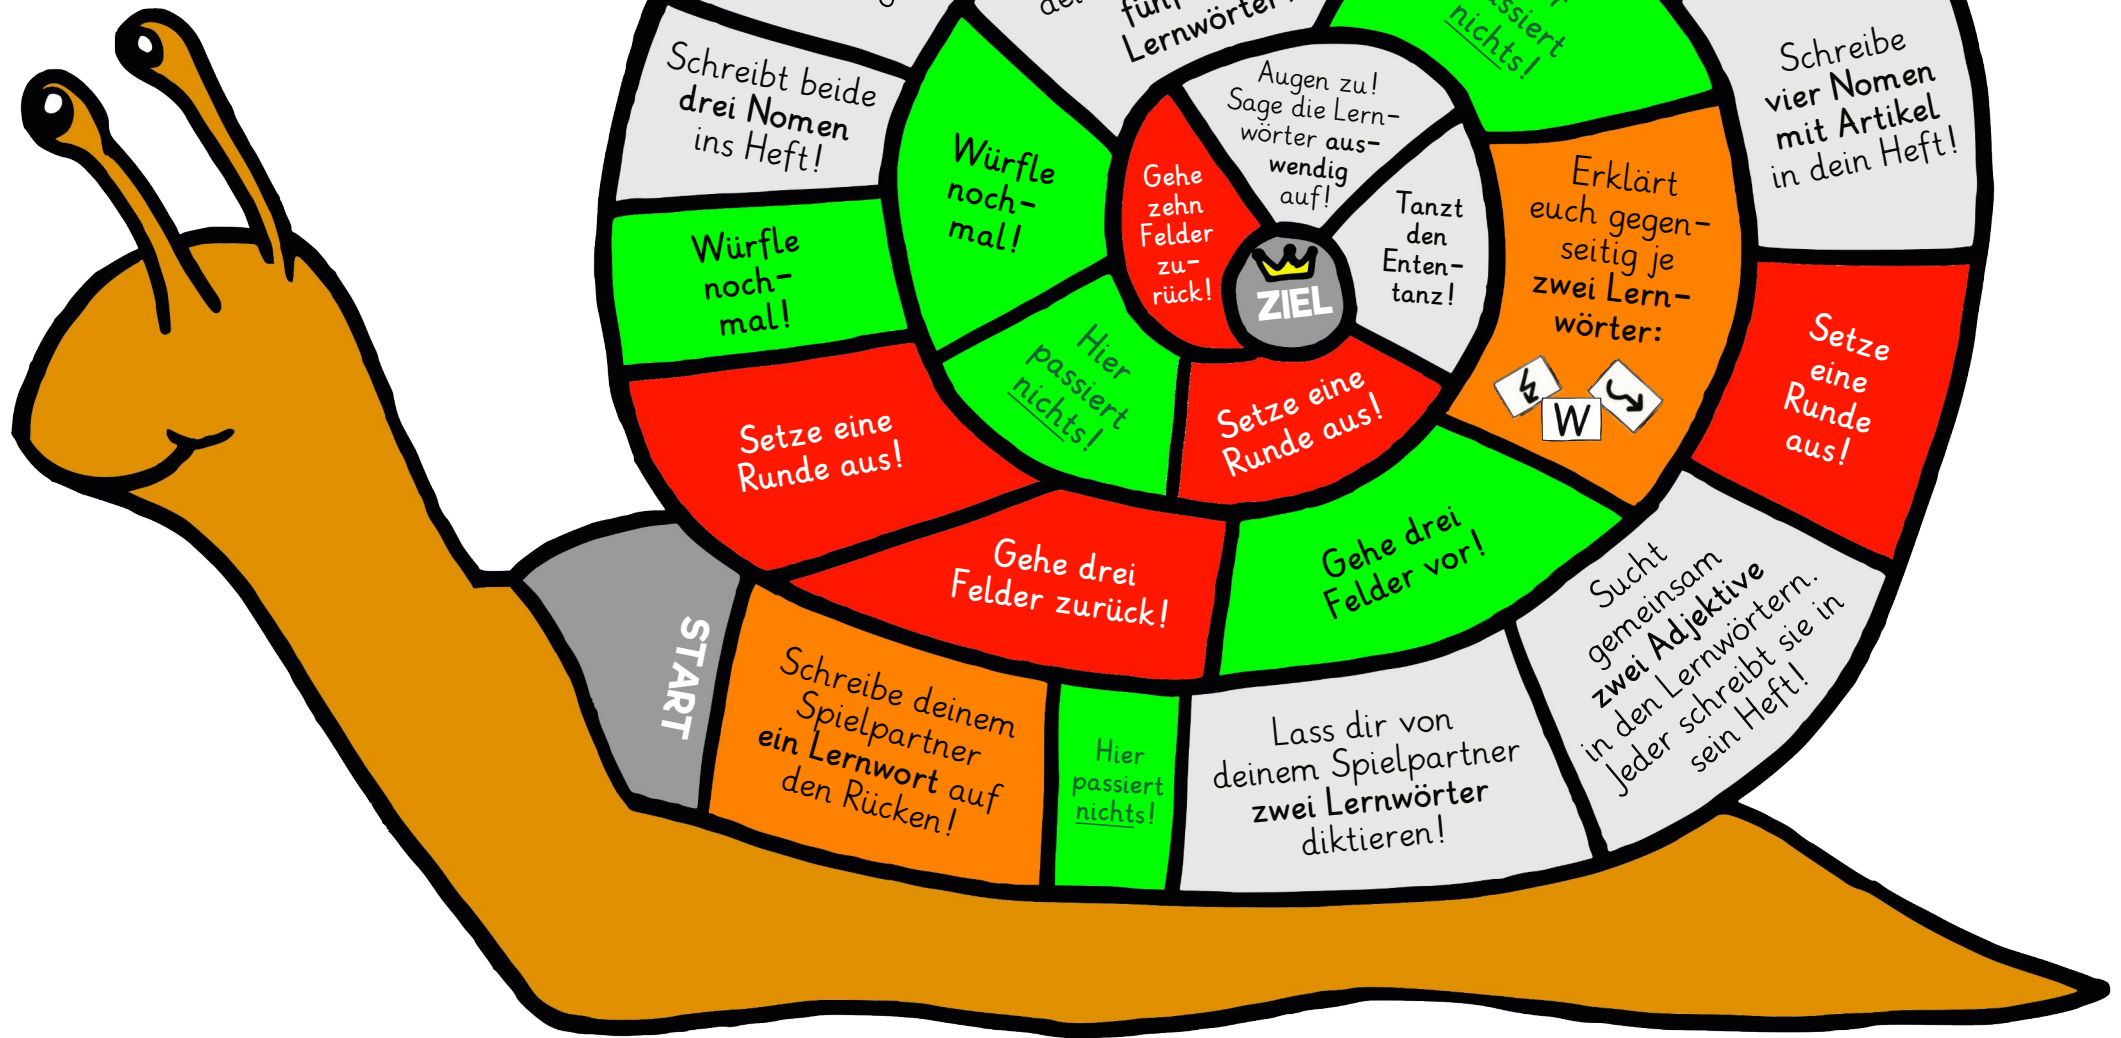 START
Schreibe deinem
Spielpartner
ein Lernwort auf
den Rücken!
Hier
passiert
nichts!
Lass dir von
deinem Spielpartner
zwei Lernwörter
diktieren!
Sucht
gemeinsam
zwei Adjektive
in den Lernwörtern.
Jeder schreibt sie in
sein Heft!
Setze
eine
Runde
aus!
Schreibe
vier Nomen
mit Artikel
in dein Heft!
Schreibt beide
drei Nomen
ins Heft!
Würfle
noch-
mal!
Setze eine
Runde aus!
Gehe drei
Felder zurück!
Gehe drei
Felder vor!
Erklärt
euch gegen-
seitig je
zwei Lern-
wörter:
W
nichts!
Lernwörter
Würfle
noch-
mal!
Hier
passiert
nichts!
Setze eine
Runde aus!
Tanzt
den
Enten-
tanz!
Augen zu!
Sage die Lern-
wörter aus-
wendig
auf!
Gehe
zehn
Felder
zu-
rück!
ZIEL